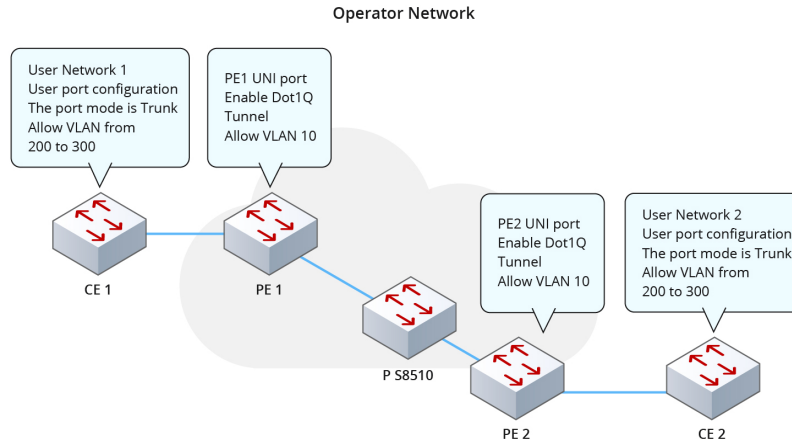 Operator Network
User Network 1
User port configuration
The port mode is Trunk
Allow VLAN from
200 to 300
PE1 UNI port
Enable Dot1Q
Tunnel
Allow VLAN 10
PE2 UNI port
Enable Dot1Q
Tunnel
Allow VLAN 10
User Network 2
User port configuration
The port mode is Trunk
Allow VLAN from
200 to 300
CE 1
PE 1
P S8510
PE 2
CE 2